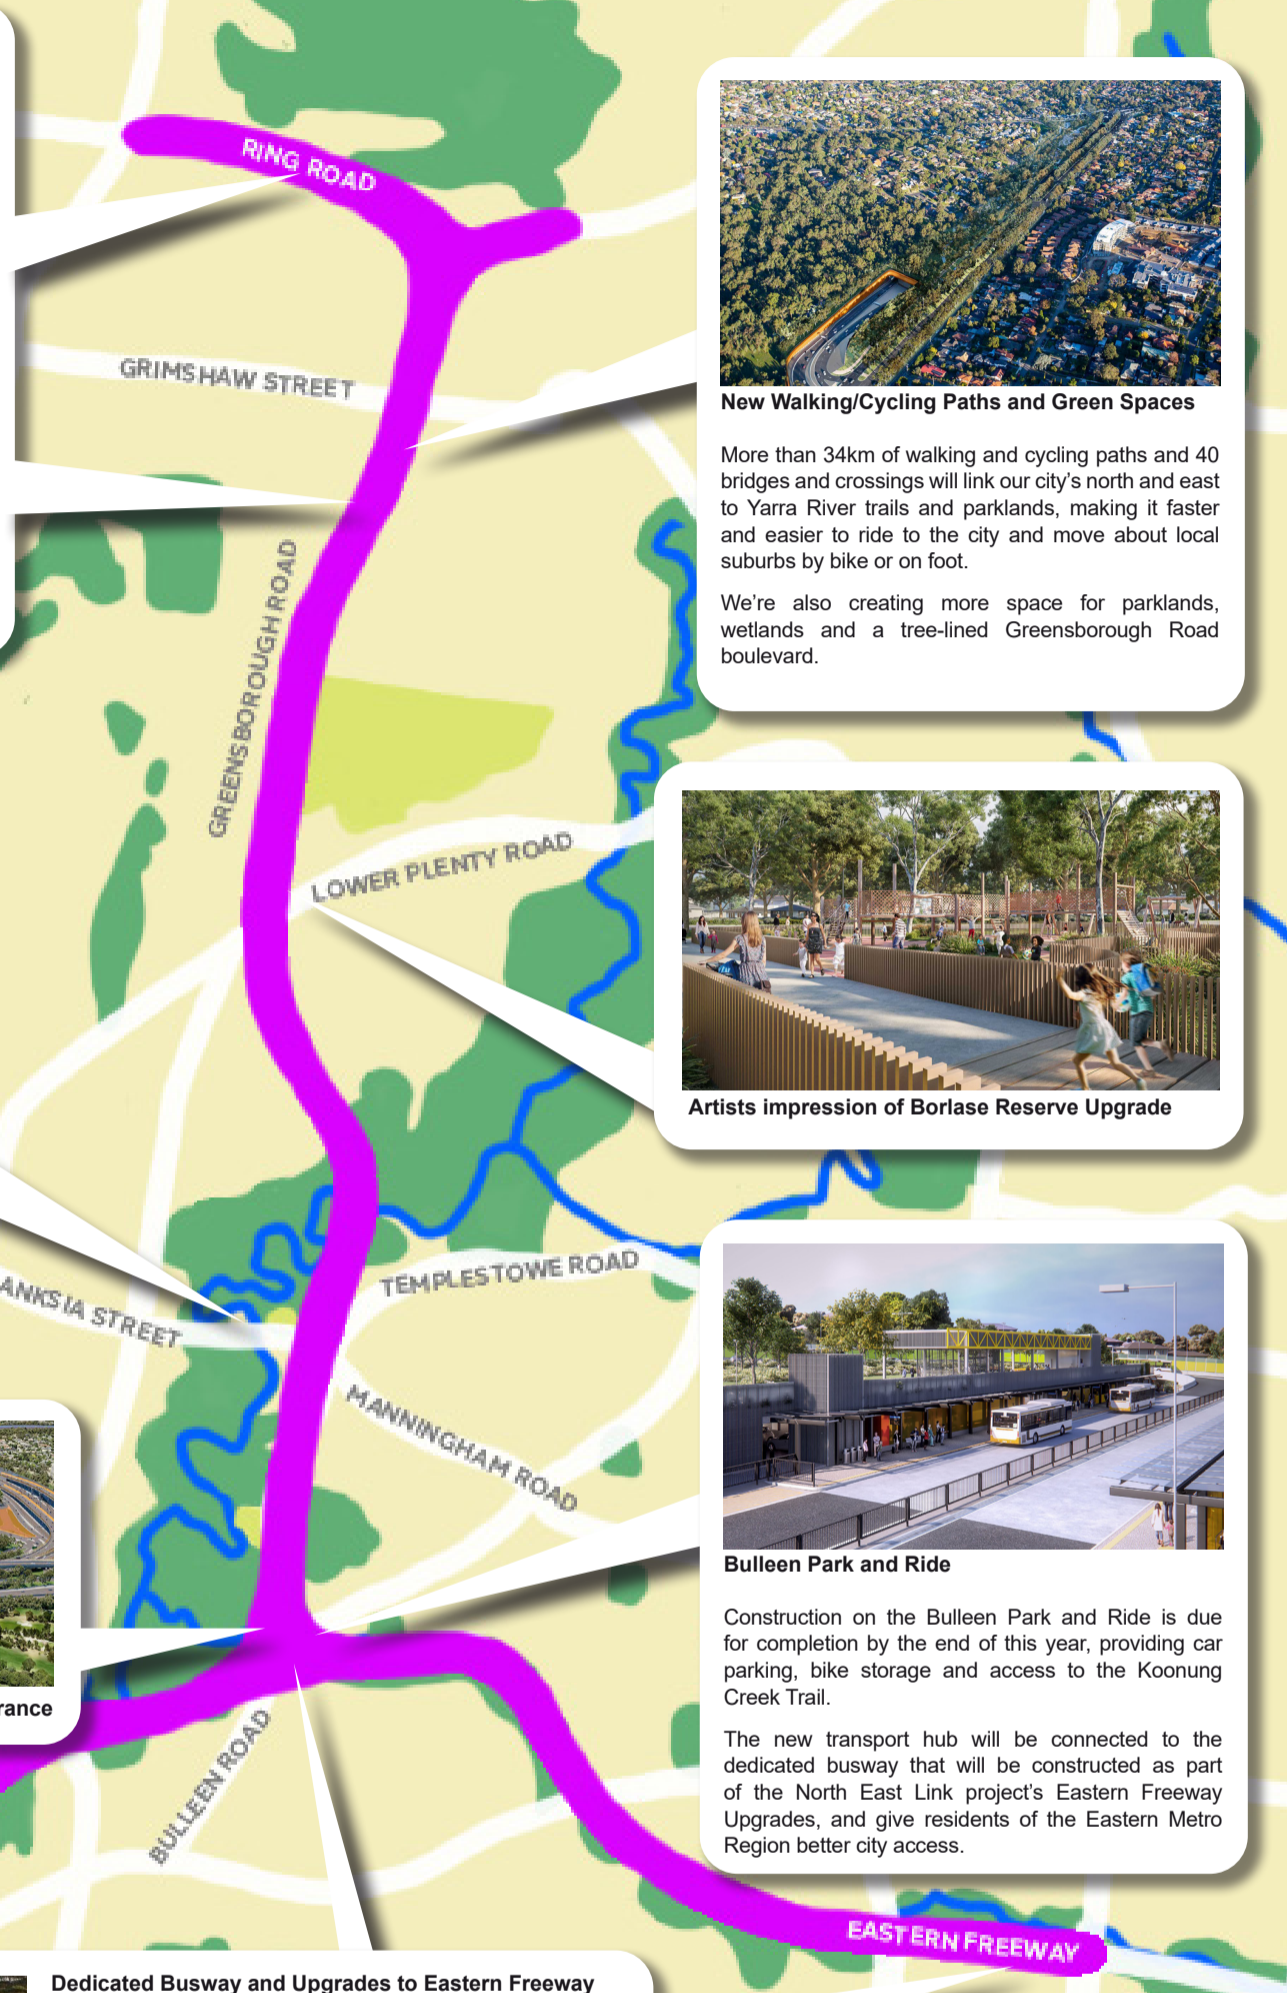 RING ROAD
GRIMSHAW STREET
New Walking/Cycling Paths and Green Spaces
More than 34km of walking and cycling paths and 40
bridges and crossings will link our city's north and east
to Yarra River trails and parklands, making it faster
and easier to ride to the city and move about local
suburbs by bike or on foot.
We're also creating more space for parklands,
wetlands and a tree-lined Greensborough Road
boulevard.
GREENSBOROUGH ROAD
LOWER PLENTY ROAD
Artists impression of Borlase Reserve Upgrade
TEMPLESTOWE ROAD
ANKSIA STREET
MANNINGHAM ROAD
Bulleen Park and Ride
Construction on the Bulleen Park and Ride is due
for completion by the end of this year, providing car
parking, bike storage and access to the Koonung
Creek Trail.
The new transport hub will be connected to the
dedicated busway that will be constructed as part
of the North East Link project's Eastern Freeway
Upgrades, and give residents of the Eastern Metro
Region better city access.
rance
BULLEEN ROAD
EASTERN FREEWAY
Dedicated Busway and Upgrades to Eastern Freeway